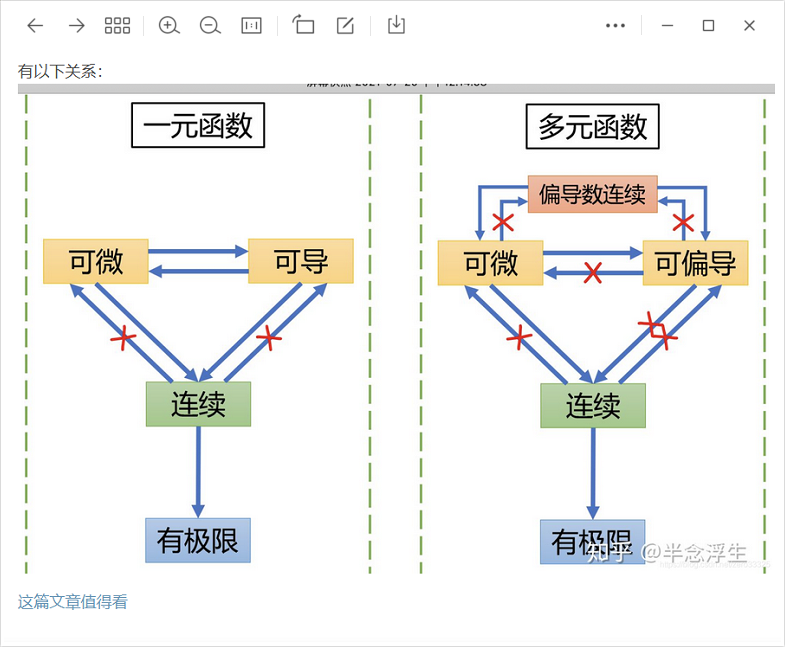 有以下关系：
一元函数
多元函数
偏导数连续
可微
可导
可微
可偏导
连续
连续
有极限
有极限
知乎 @半念浮生
这篇文章值得看